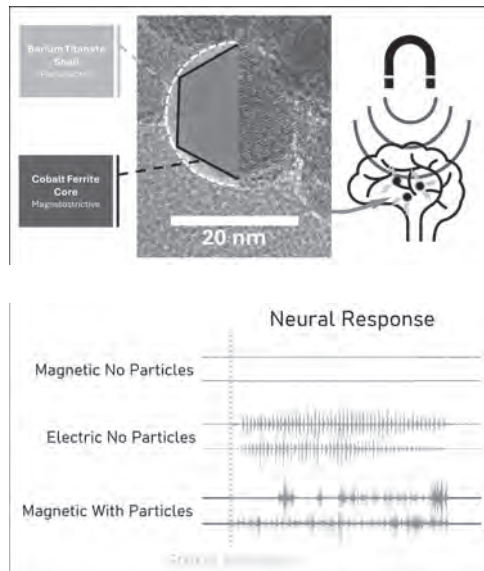 Barium Titanate
Shell
Cobalt Ferrite
Core
Magnetostrictive
20 nm
Neural Response
Magnetic No Particles
Electric No Particles
Magnetic With Particles